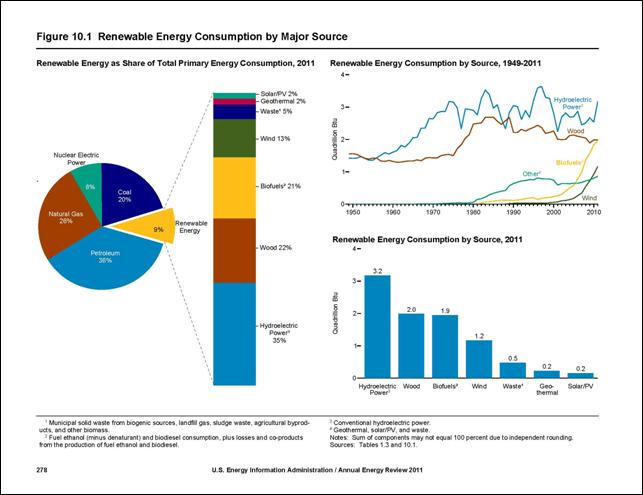 Figure 10.1 Renewable Energy Consumption by Major Source
Renewable Energy as Share of Total Primary Energy Consumption, 2011
Nuclear Electric
Power
8%
Coal
20%
Natural Gas
26%
9%
Renewable
Energy
Petroleum
36%
Solar/PV 2%
Geothermal 2%
Waste¹ 5%
Wind 13%
Biofuels² 21%
Wood 22%
Hydroelectric
Power³
35%
Renewable Energy Consumption by Source, 1949-2011
Quadrillion Btu
4
3
2
1
0
1950 1960 1970 1980 1990 2000 2010
Hydroelectric
Power³
Wood
Biofuels²
Other⁴
Wind
Renewable Energy Consumption by Source, 2011
Quadrillion Btu
4
3
2
1
0
3.2
2.0
1.9
1.2
0.5
0.2
0.2
Hydroelectric
Power³
Wood
Biofuels²
Wind
Waste¹
Geo-
thermal
Solar/PV
¹ Municipal solid waste from biogenic sources, landfill gas, sludge waste, agricultural byprod-
ucts, and other biomass.
² Fuel ethanol (minus denaturant) and biodiesel consumption, plus losses and co-products
from the production of fuel ethanol and biodiesel.
³ Conventional hydroelectric power.
⁴ Geothermal, solar/PV, and waste.
Notes: Sum of components may not equal 100 percent due to independent rounding.
Sources: Tables 1.3 and 10.1.
278
U.S. Energy Information Administration / Annual Energy Review 2011